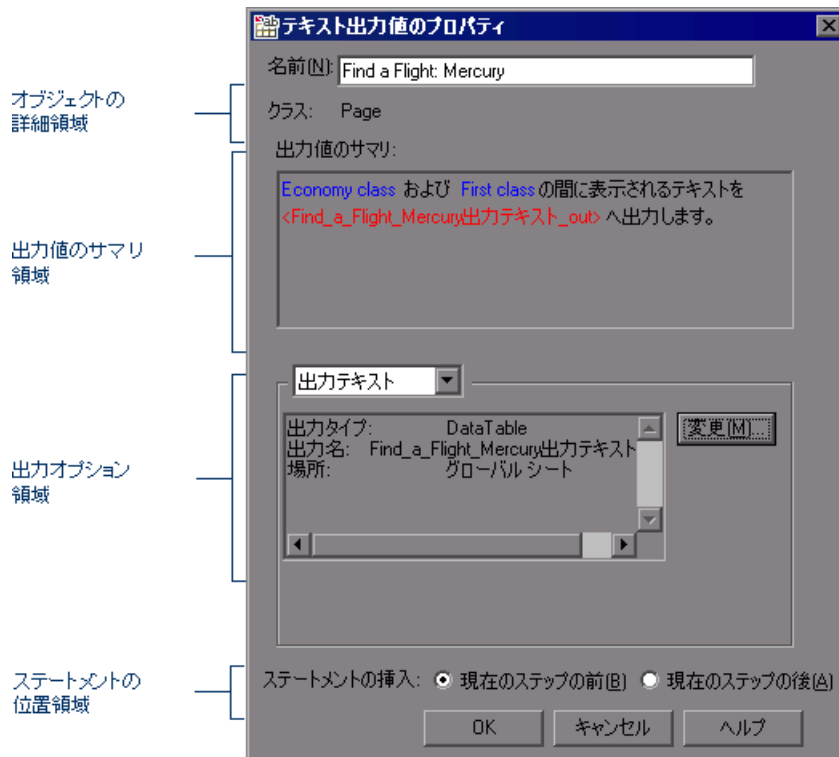 テキスト出力値のプロパティ
名前(N): Find a Flight: Mercury
オブジェクトの
詳細領域
クラス: Page
出力値のサマリ:
Economy class および First class の間に表示されるテキストを
<Find_a_Flight_Mercury出力テキスト_out> へ出力します。
出力値のサマリ
領域
出力テキスト
出力タイプ: DataTable
出力名: Find_a_Flight_Mercury出力テキスト
場所: グローバル シート
変更(M)...
出力オプション
領域
ステートメントの
位置領域
ステートメントの挿入: 現在のステップの前(B) 現在のステップの後(A)
OK キャンセル ヘルプ